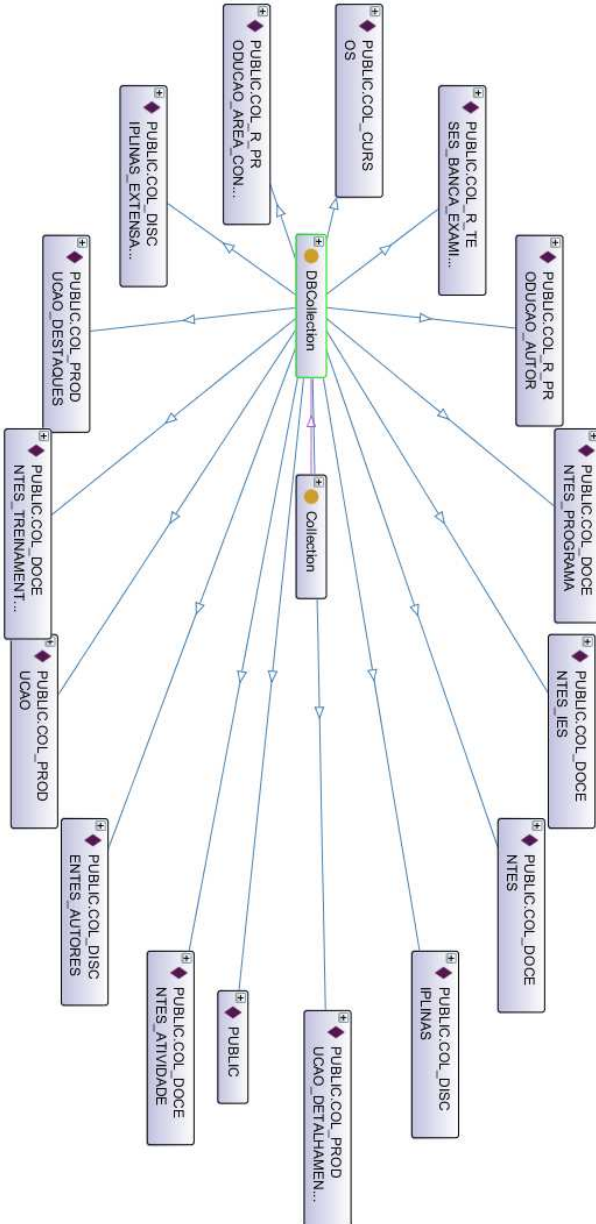 PUBLIC.COL_DOCE
NTES_PROGRAMA
PUBLIC.COL_DOCE
NTES_IES
PUBLIC.COL_R_PR
ODUCAO_AUTOR
PUBLIC.COL_DOCE
NTES
PUBLIC.COL_R_TE
SES_BANCA_EXAMI...
PUBLIC.COL_DISC
IPLINAS
PUBLIC.COL_CURS
OS
PUBLIC.COL_PROD
UCAO_DETALHAMEN...
DBCollection
Collection
PUBLIC.COL_R_PR
ODUCAO_AREA_CON...
PUBLIC
PUBLIC.COL_DOCE
NTES_ATIVIDADE
PUBLIC.COL_DISC
IPLINAS_EXTENSA...
PUBLIC.COL_DISC
ENTES_AUTORES
PUBLIC.COL_PROD
UCAO_DESTAQUES
PUBLIC.COL_PROD
UCAO
PUBLIC.COL_DOCE
NTES_TREINAMENT...